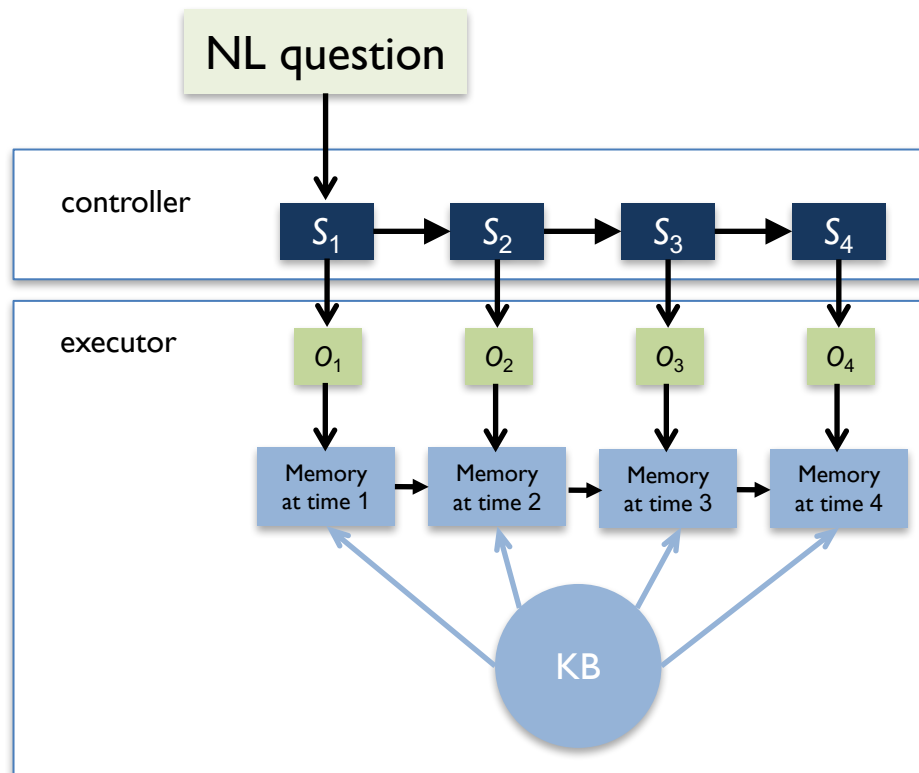 NL question
controller
S₁
S₂
S₃
S₄
executor
O₁
O₂
O₃
O₄
Memory
at time 1
Memory
at time 2
Memory
at time 3
Memory
at time 4
KB